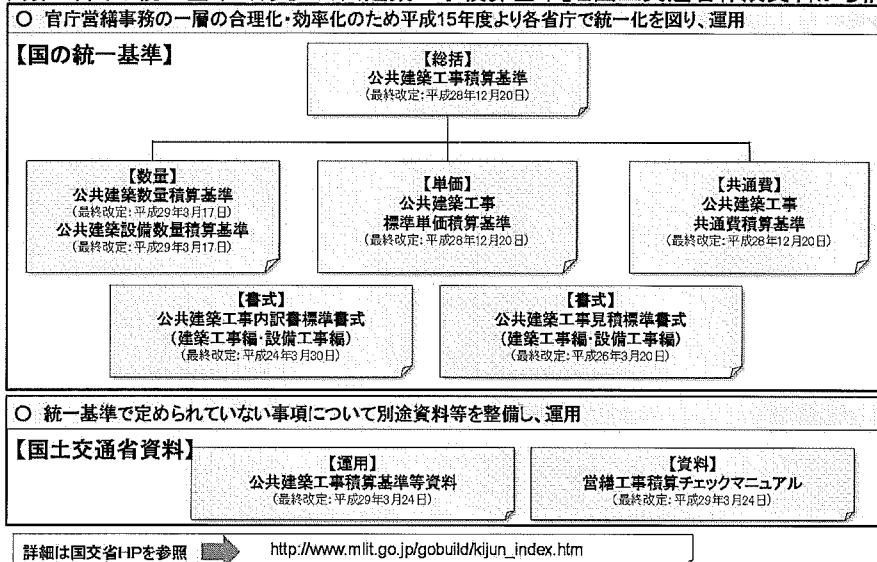 ○ 官庁営繕事務の一層の合理化・効率化のため平成15年度より各省庁で統一化を図り、運用
【国の統一基準】
【総括】
公共建築工事積算基準
(最終改定:平成28年12月20日)
【数量】
公共建築数量積算基準
(最終改定:平成29年3月17日)
公共建築設備数量積算基準
(最終改定:平成29年3月17日)
【単価】
公共建築工事
標準単価積算基準
(最終改定:平成28年12月20日)
【共通費】
公共建築工事
共通費積算基準
(最終改定:平成28年12月20日)
【書式】
公共建築工事内訳書標準書式
(建築工事編・設備工事編)
(最終改定:平成24年3月30日)
【書式】
公共建築工事見積標準書式
(建築工事編・設備工事編)
(最終改定:平成26年3月20日)
○ 統一基準で定められていない事項について別途資料等を整備し、運用
【国土交通省資料】
【運用】
公共建築工事積算基準等資料
(最終改定:平成29年3月24日)
【資料】
営繕工事積算チェックマニュアル
(最終改定:平成29年3月24日)
詳細は国交省HPを参照
http://www.mlit.go.jp/gobuild/kijun_index.htm